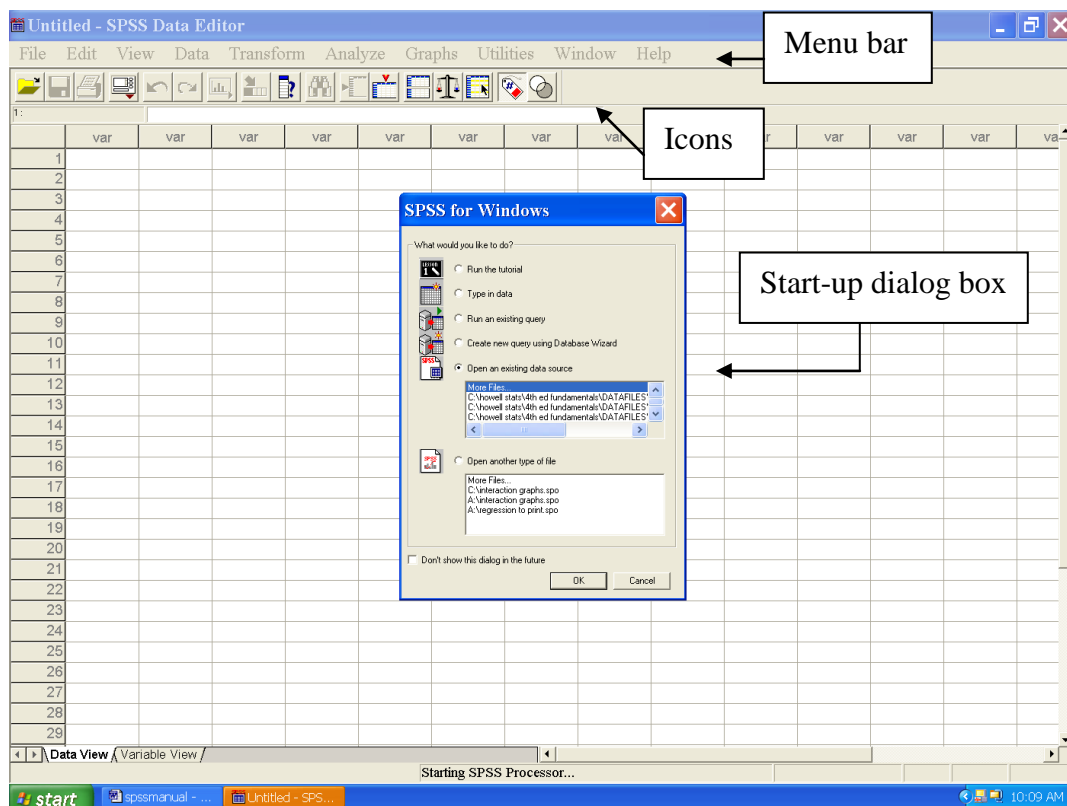 Untitled - SPSS Data Editor
File Edit View Data Transform Analyze Graphs Utilities Window Help
Menu bar
1:
Icons
var var var var var var var var var var var va
1
2
3
4
5
6
7
8
9
10
11
12
13
14
15
16
17
18
19
20
21
22
23
24
25
26
27
28
29
SPSS for Windows
What would you like to do?
Run the tutorial
Type in data
Run an existing query
Create new query using Database Wizard
Open an existing data source
More Files...
C:\howell stats\4th ed fundamentals\DATAFILES'
C:\howell stats\4th ed fundamentals\DATAFILES'
C:\howell stats\4th ed fundamentals\DATAFILES'
Open another type of file
More Files...
C:\interaction graphs.spo
A:\interaction graphs.spo
A:\regression to print.spo
Don't show this dialog in the future
OK Cancel
Start-up dialog box
Data View Variable View
Starting SPSS Processor...
start spssmanual - ... Untitled - SPS... 10:09 AM